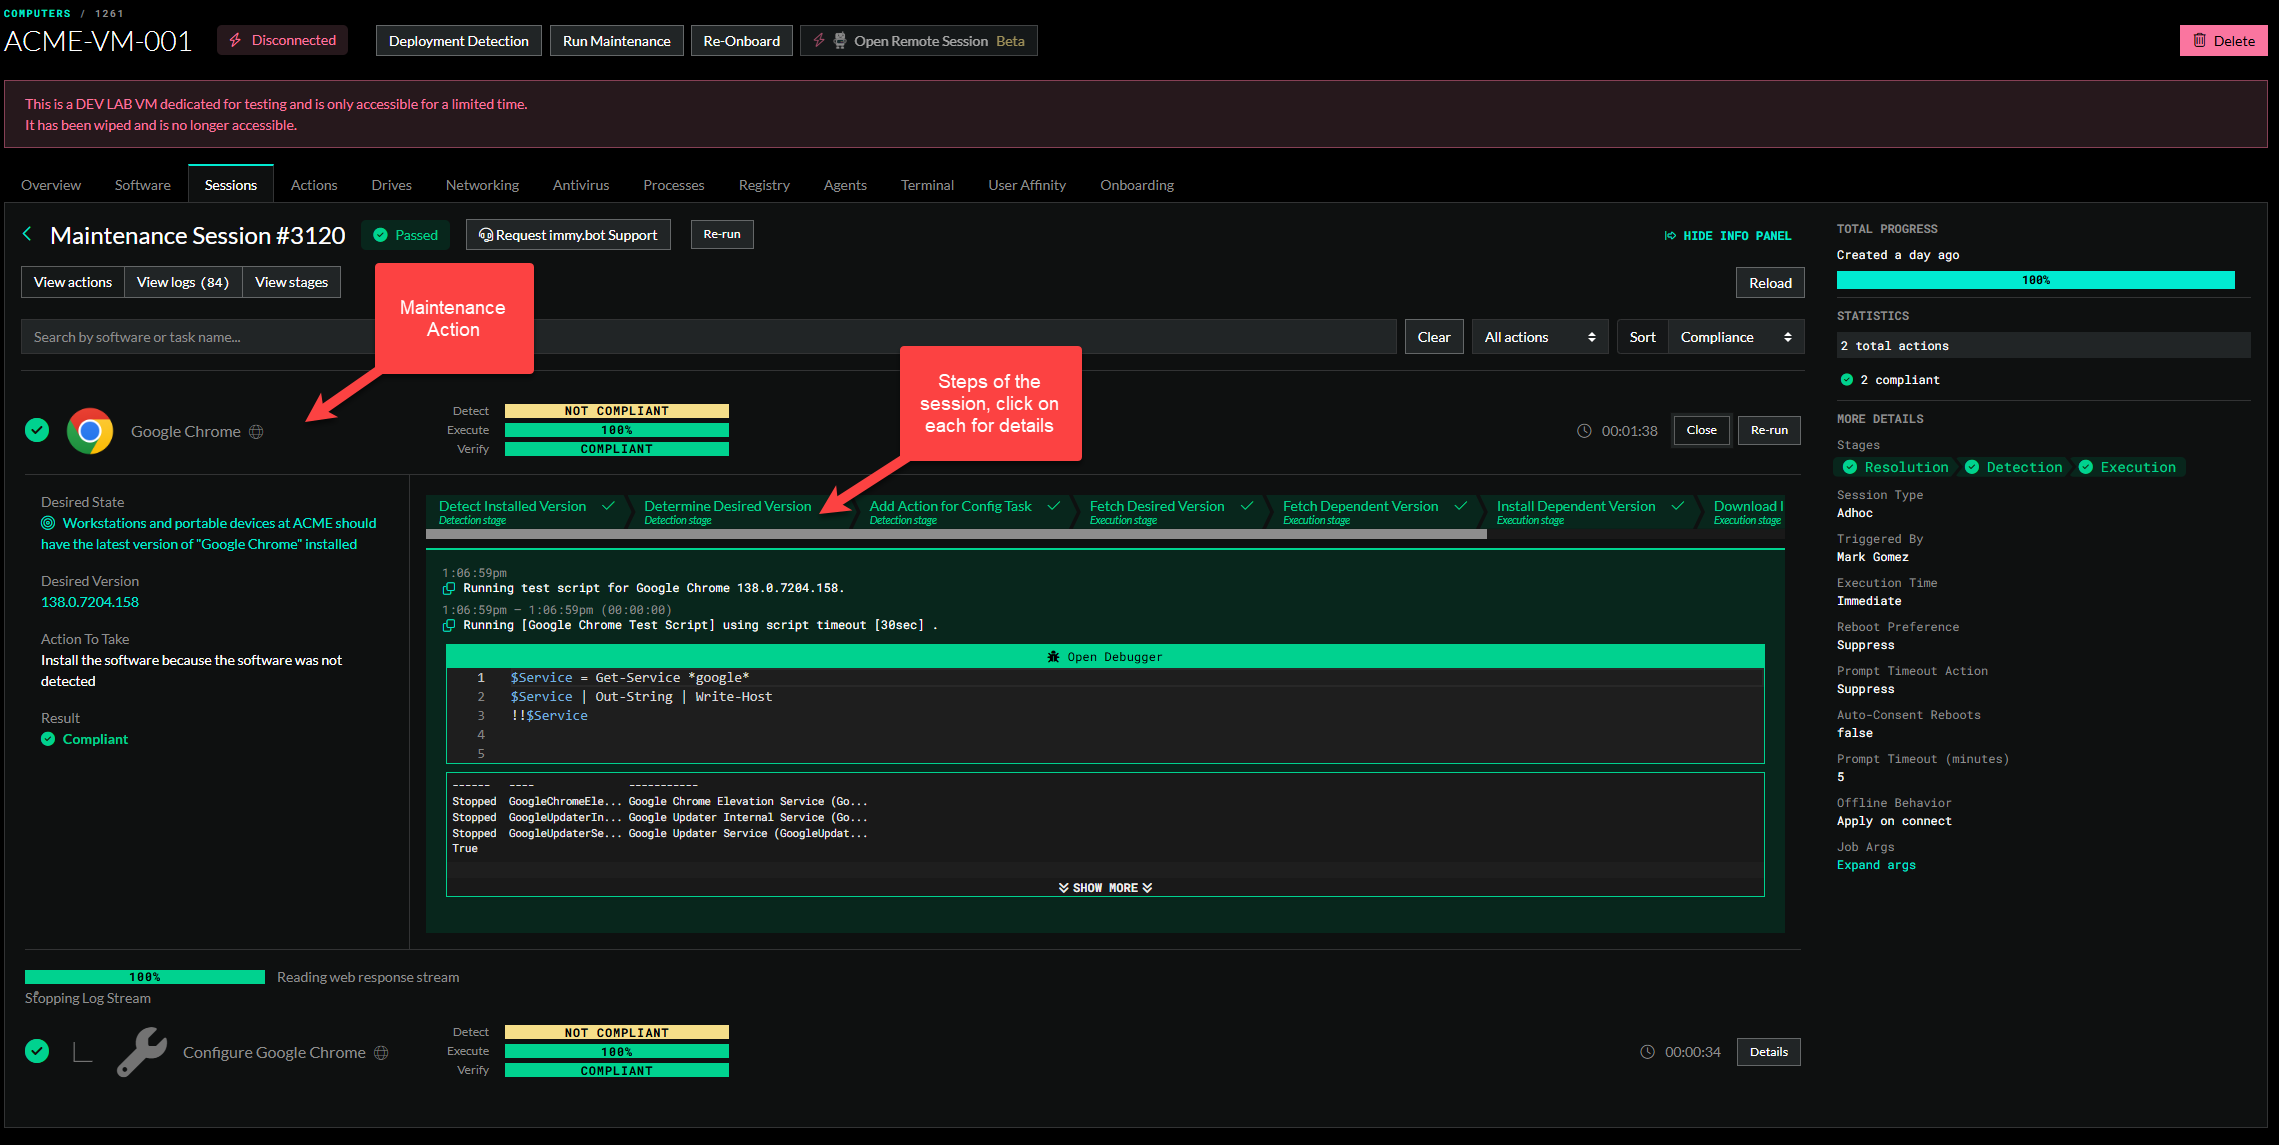 COMPUTERS / 1261
ACME-VM-001
Disconnected
Deployment Detection
Run Maintenance
Re-Onboard
Open Remote Session Beta
Delete
This is a DEV LAB VM dedicated for testing and is only accessible for a limited time.
It has been wiped and is no longer accessible.
Overview
Software
Sessions
Actions
Drives
Networking
Antivirus
Processes
Registry
Agents
Terminal
User Affinity
Onboarding
Maintenance Session #3120
Passed
Request immy.bot Support
Re-run
HIDE INFO PANEL
View actions
View logs (84)
View stages
Reload
Maintenance
Action
Search by software or task name...
Clear
All actions
Sort
Compliance
Steps of the
session, click on
each for details
Google Chrome
Detect NOT COMPLIANT
Execute 100%
Verify COMPLIANT
00:01:38
Close
Re-run
Desired State
Workstations and portable devices at ACME should
have the latest version of "Google Chrome" installed
Desired Version
138.0.7204.158
Action To Take
Install the software because the software was not
detected
Result
Compliant
Detect Installed Version
Detection stage
Determine Desired Version
Detection stage
Add Action for Config Task
Detection stage
Fetch Desired Version
Execution stage
Fetch Dependent Version
Execution stage
Install Dependent Version
Execution stage
Download I
Execution stage
1:06:59pm
Running test script for Google Chrome 138.0.7204.158.
1:06:59pm – 1:06:59pm (00:00:00)
Running [Google Chrome Test Script] using script timeout [30sec] .
Open Debugger
1 $Service = Get-Service *google*
2 $Service | Out-String | Write-Host
3 !!$Service
4
5
------ ---- -----------
Stopped GoogleChromeEle... Google Chrome Elevation Service (Go...
Stopped GoogleUpdaterIn... Google Updater Internal Service (Go...
Stopped GoogleUpdaterSe... Google Updater Service (GoogleUpdat...
True
SHOW MORE
100% Reading web response stream
Stopping Log Stream
Configure Google Chrome
Detect NOT COMPLIANT
Execute 100%
Verify COMPLIANT
00:00:34
Details
TOTAL PROGRESS
Created a day ago
100%
STATISTICS
2 total actions
2 compliant
MORE DETAILS
Stages
Resolution
Detection
Execution
Session Type
Adhoc
Triggered By
Mark Gomez
Execution Time
Immediate
Reboot Preference
Suppress
Prompt Timeout Action
Suppress
Auto-Consent Reboots
false
Prompt Timeout (minutes)
5
Offline Behavior
Apply on connect
Job Args
Expand args